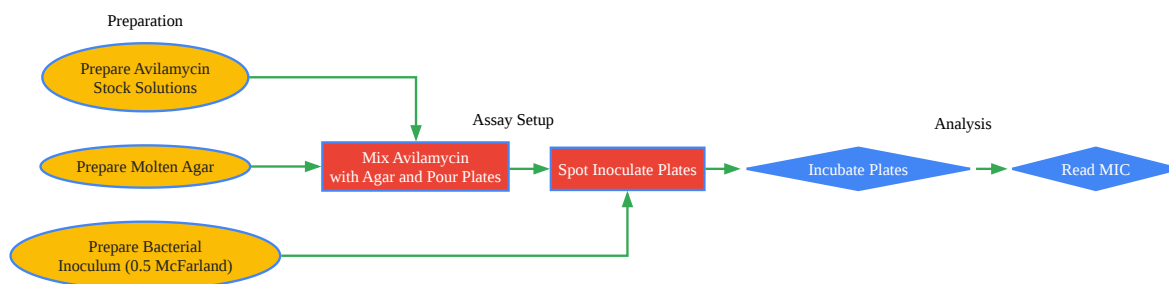 Preparation
Prepare Avilamycin
Stock Solutions
Assay Setup
Analysis
Prepare Molten Agar
Mix Avilamycin
with Agar and Pour Plates
Spot Inoculate Plates
Incubate Plates
Read MIC
Prepare Bacterial
Inoculum (0.5 McFarland)